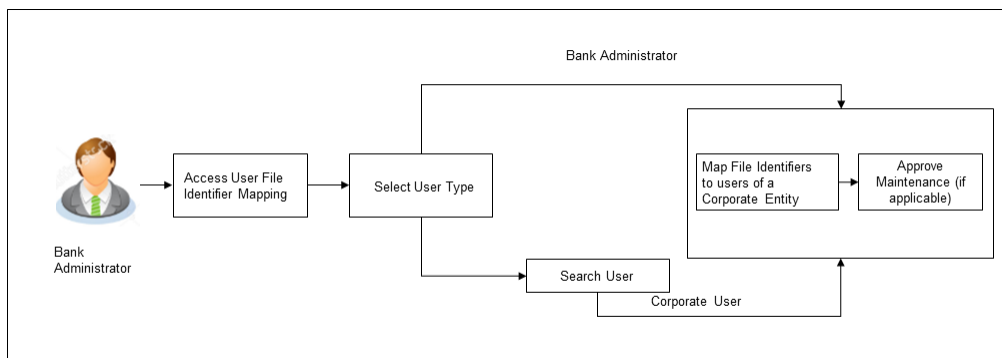 Bank Administrator
Access User File
Identifier Mapping
Select User Type
Map File Identifiers
to users of a
Corporate Entity
Approve
Maintenance (if
applicable)
Bank
Administrator
Search User
Corporate User